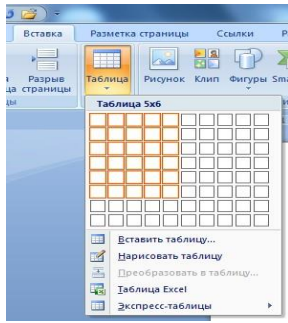 Вставка Разметка страницы Ссылки
Разрыв страницы Таблица Рисунок Клип Фигуры
Таблица 5x6
Вставить таблицу...
Нарисовать таблицу
Преобразовать в таблицу...
Таблица Excel
Экспресс-таблицы